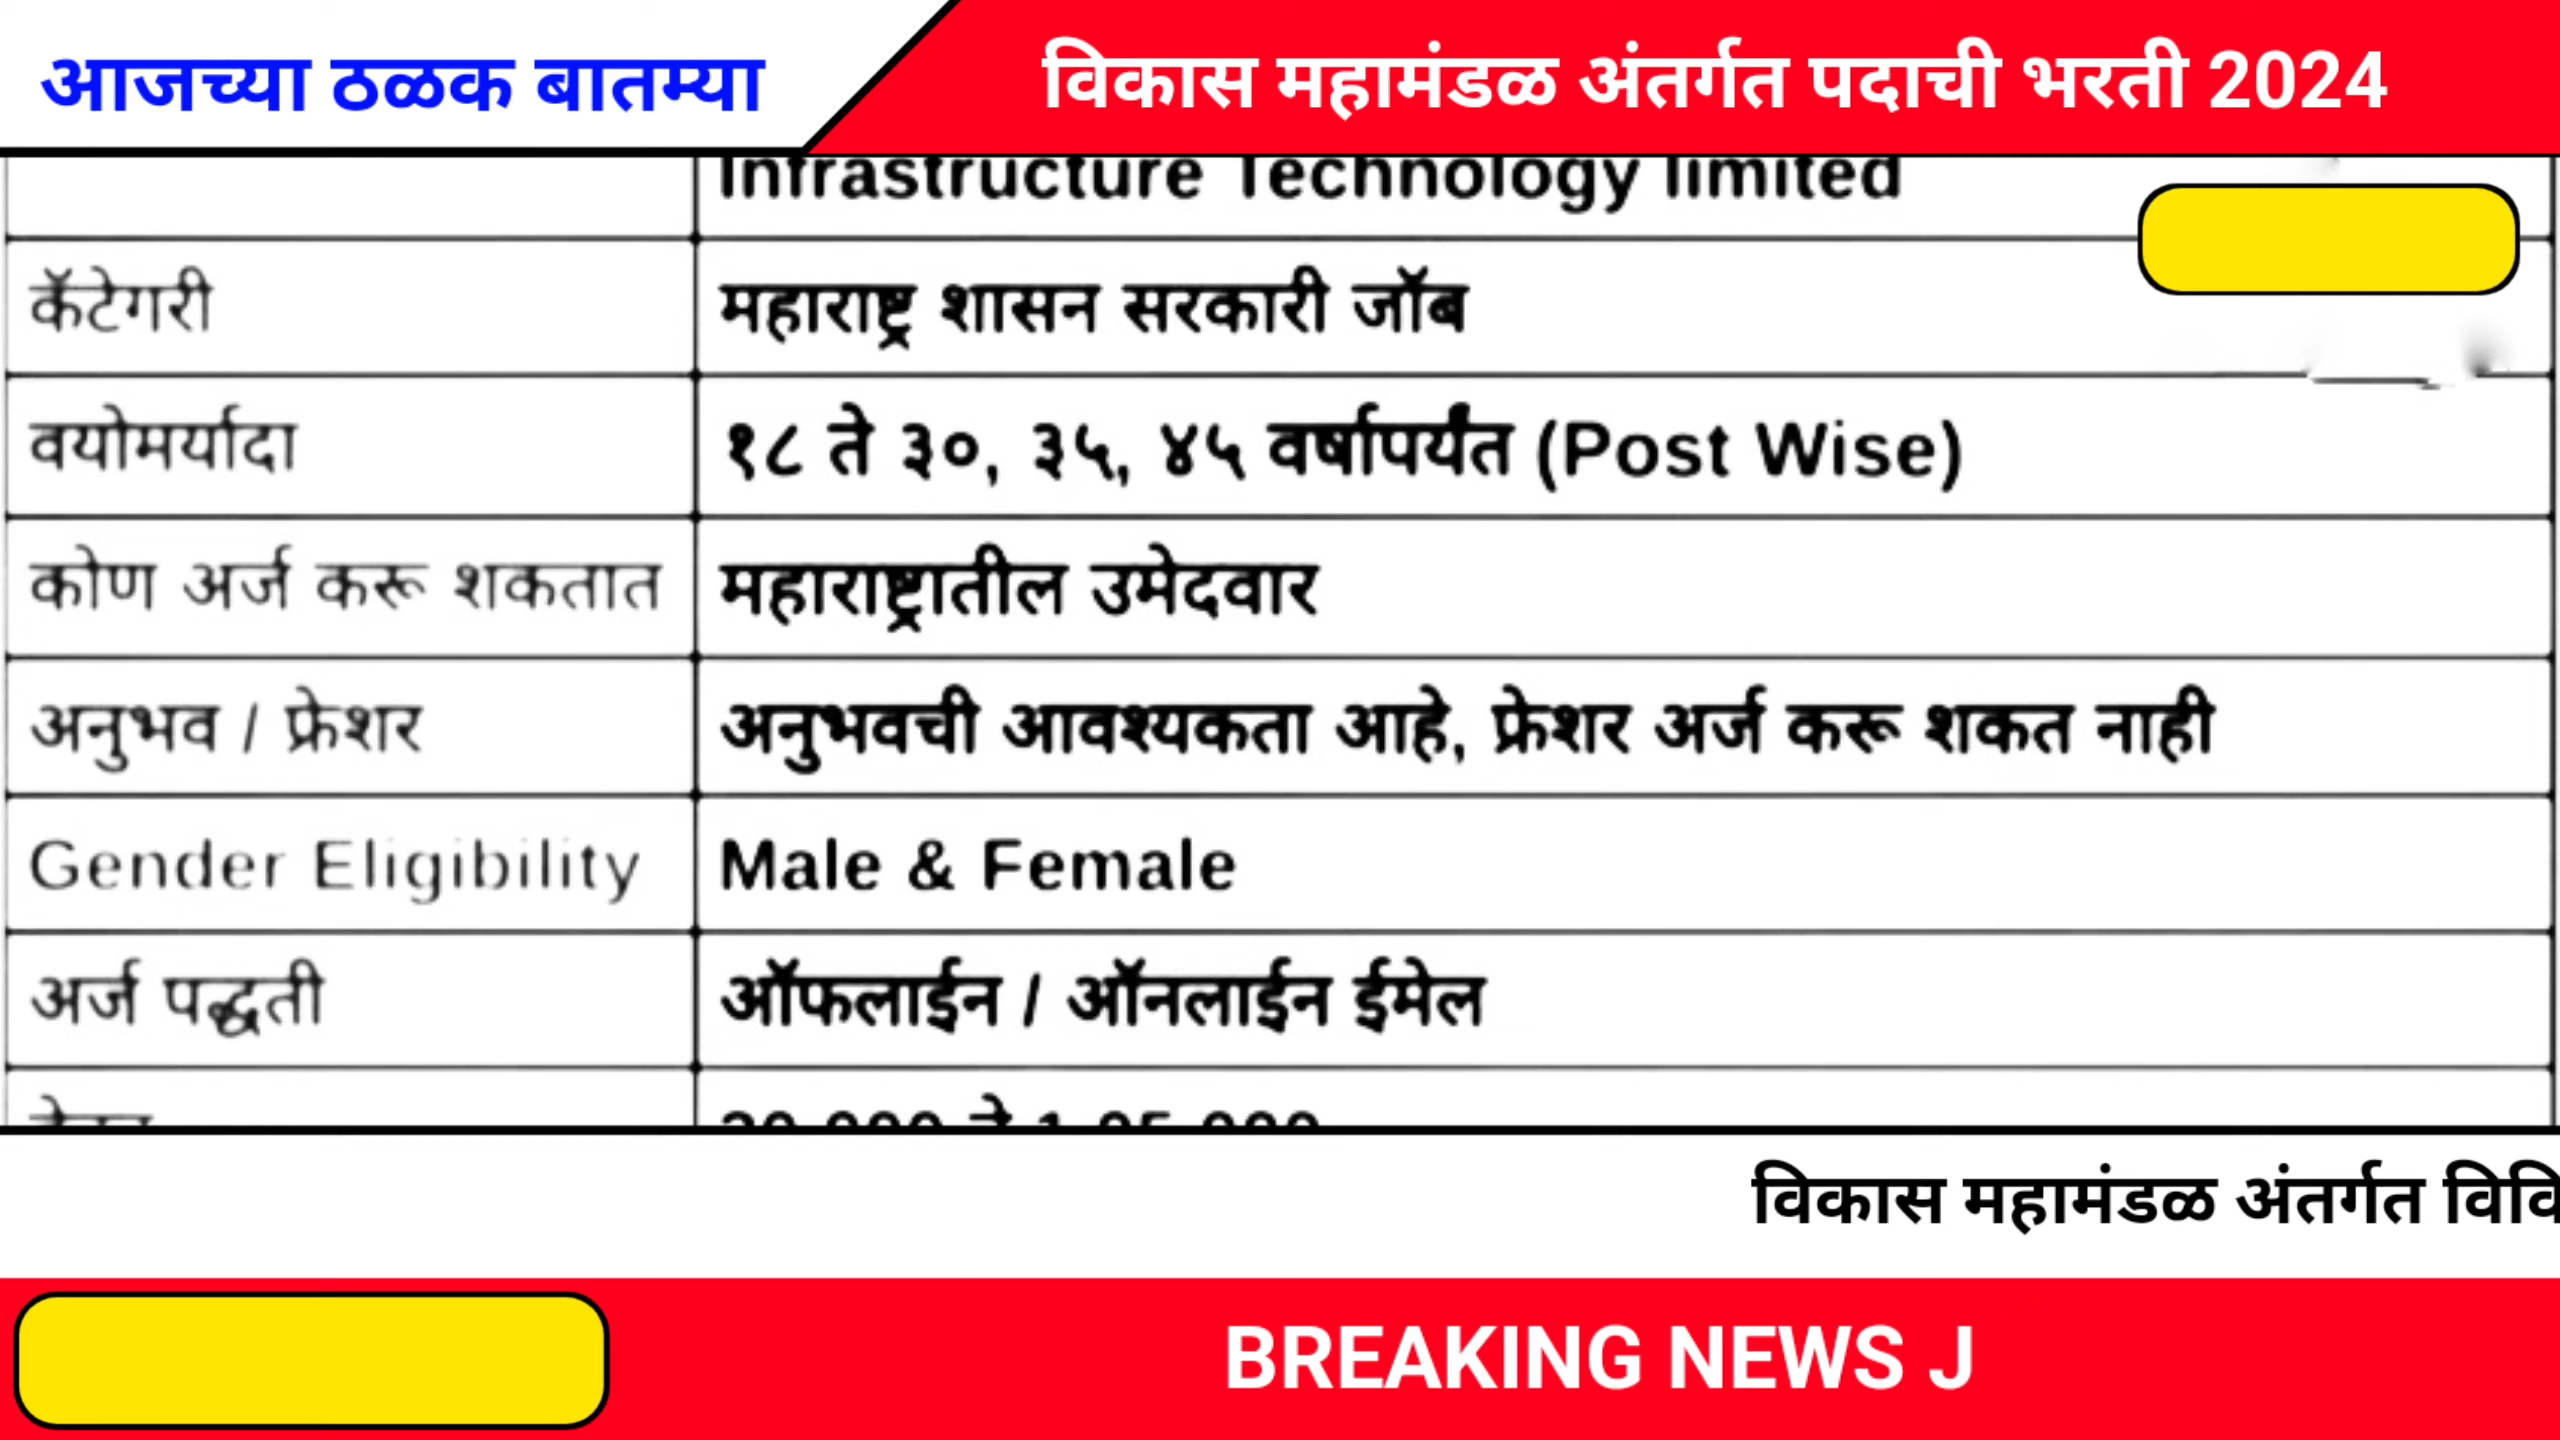 आजच्या ठळक बातम्या
विकास महामंडळ अंतर्गत पदाची भरती 2024
Infrastructure Technology limited
कॅटेगरी
महाराष्ट्र शासन सरकारी जॉब
वयोमर्यादा
१८ ते ३०, ३५, ४५ वर्षापर्यंत (Post Wise)
कोण अर्ज करू शकतात
महाराष्ट्रातील उमेदवार
अनुभव / फ्रेशर
अनुभवची आवश्यकता आहे, फ्रेशर अर्ज करू शकत नाही
Gender Eligibility
Male & Female
अर्ज पद्धती
ऑफलाईन / ऑनलाईन ईमेल
विकास महामंडळ अंतर्गत
BREAKING NEWS J